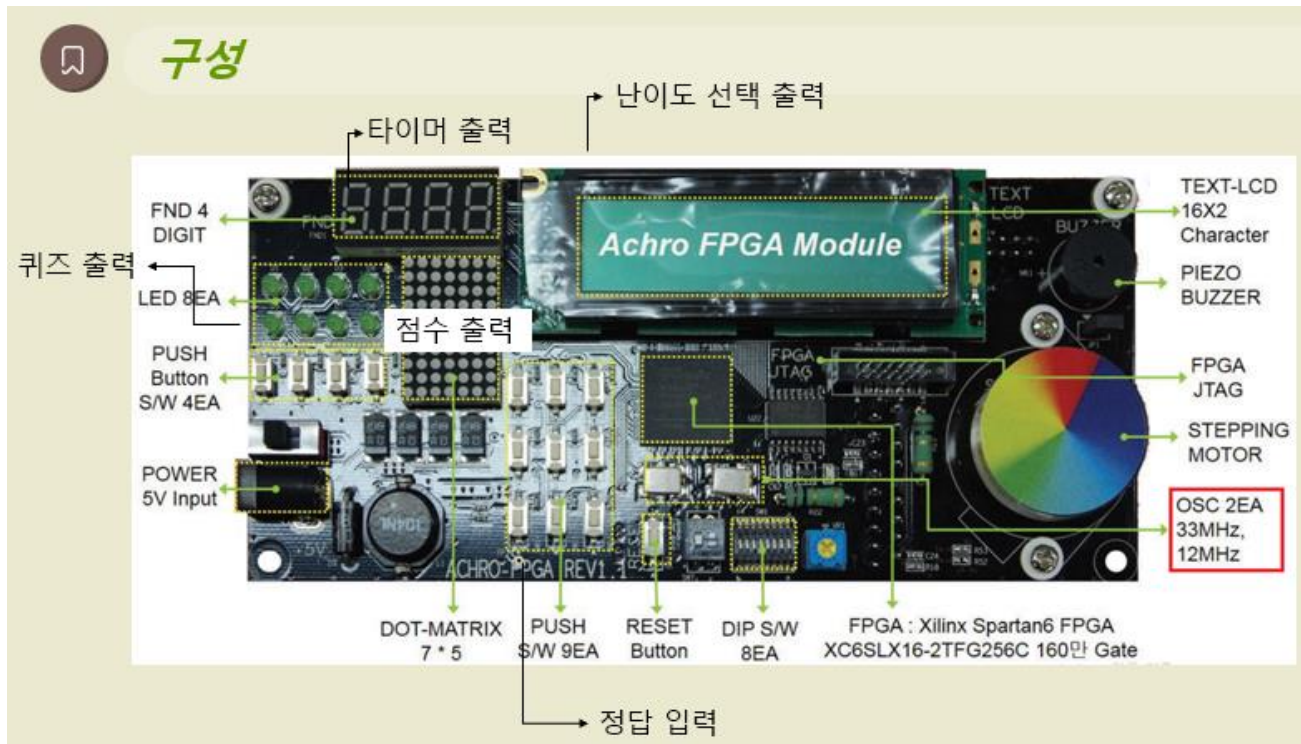 구성
난이도 선택 출력
타이머 출력
FND 4
DIGIT
퀴즈 출력
LED 8EA
PUSH
Button
S/W 4EA
POWER
5V Input
FND
TEXT
LCD
BUZZER
Achro FPGA Module
점수 출력
FPGA
JTAG
TEXT-LCD
16X2
Character
PIEZO
BUZZER
FPGA
JTAG
STEPPING
MOTOR
OSC 2EA
33MHz,
12MHz
ACHRO-FPGA REV1.1
DOT-MATRIX
7 * 5
PUSH
S/W 9EA
RESET
Button
DIP S/W
8EA
FPGA : Xilinx Spartan6 FPGA
XC6SLX16-2TFG256C 160만 Gate
정답 입력